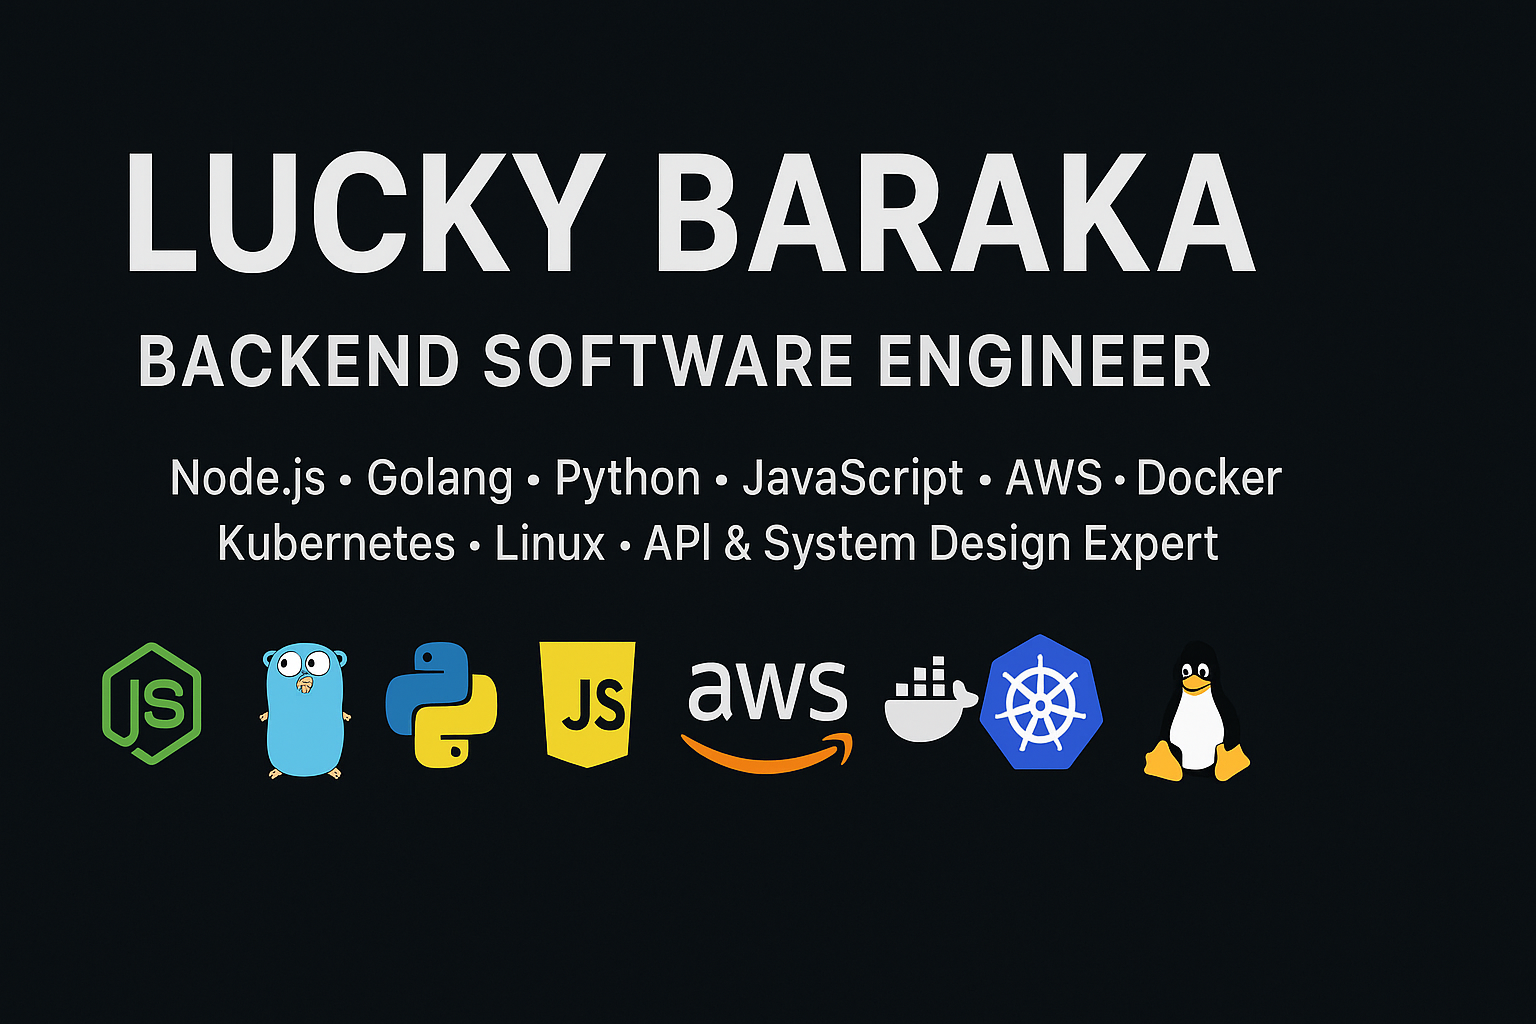 LUCKY BARAKA
BACKEND SOFTWARE ENGINEER
Node.js • Golang • Python • JavaScript • AWS • Docker
Kubernetes • Linux • API & System Design Expert
JS
JS
aws